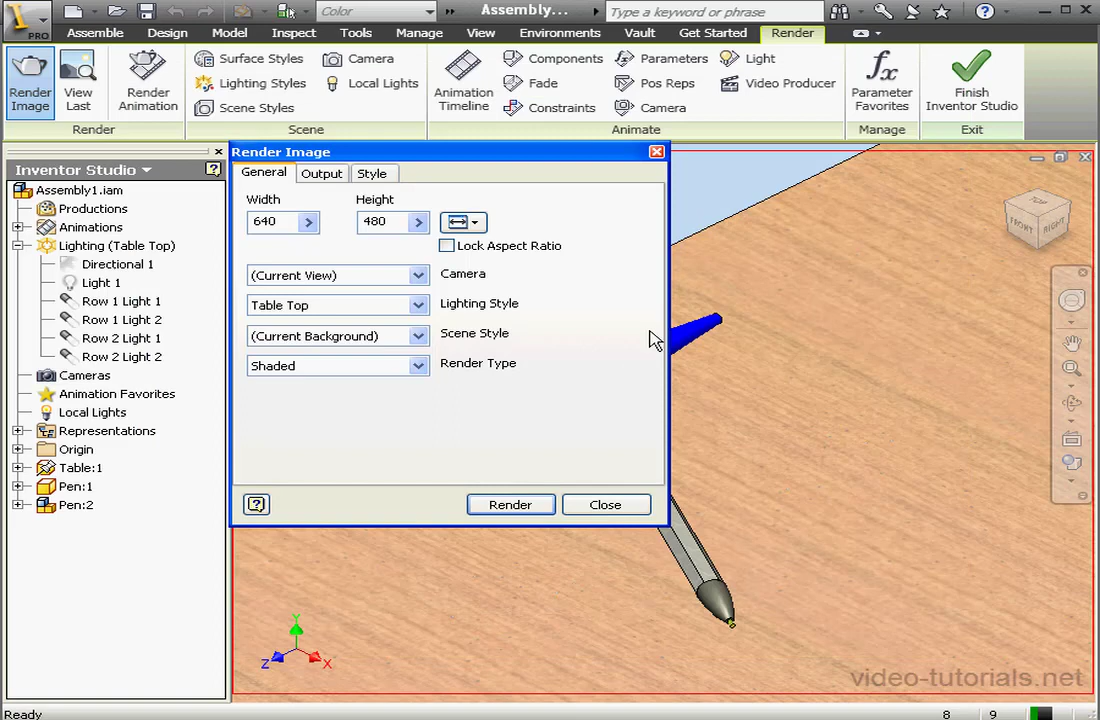 PRO
Color
Assembly...
Type a keyword or phrase
Assemble Design Model Inspect Tools Manage View Environments Vault Get Started Render
Render Image
View Last
Render Animation
Surface Styles
Lighting Styles
Scene Styles
Camera
Local Lights
Animation Timeline
Components
Fade
Constraints
Parameters
Pos Reps
Camera
Light
Video Producer
Parameter Favorites
Finish Inventor Studio
Render Scene Animate Manage Exit
Inventor Studio
Assembly1.iam
Productions
Animations
Lighting (Table Top)
Directional 1
Light 1
Row 1 Light 1
Row 1 Light 2
Row 2 Light 1
Row 2 Light 2
Cameras
Animation Favorites
Local Lights
Representations
Origin
Table:1
Pen:1
Pen:2
Render Image
General Output Style
Width Height
640 480
Lock Aspect Ratio
(Current View) Camera
Table Top Lighting Style
(Current Background) Scene Style
Shaded Render Type
Render Close
TOP
FRONT
RIGHT
Y
Z
X
video-tutorials.net
Ready 8 9